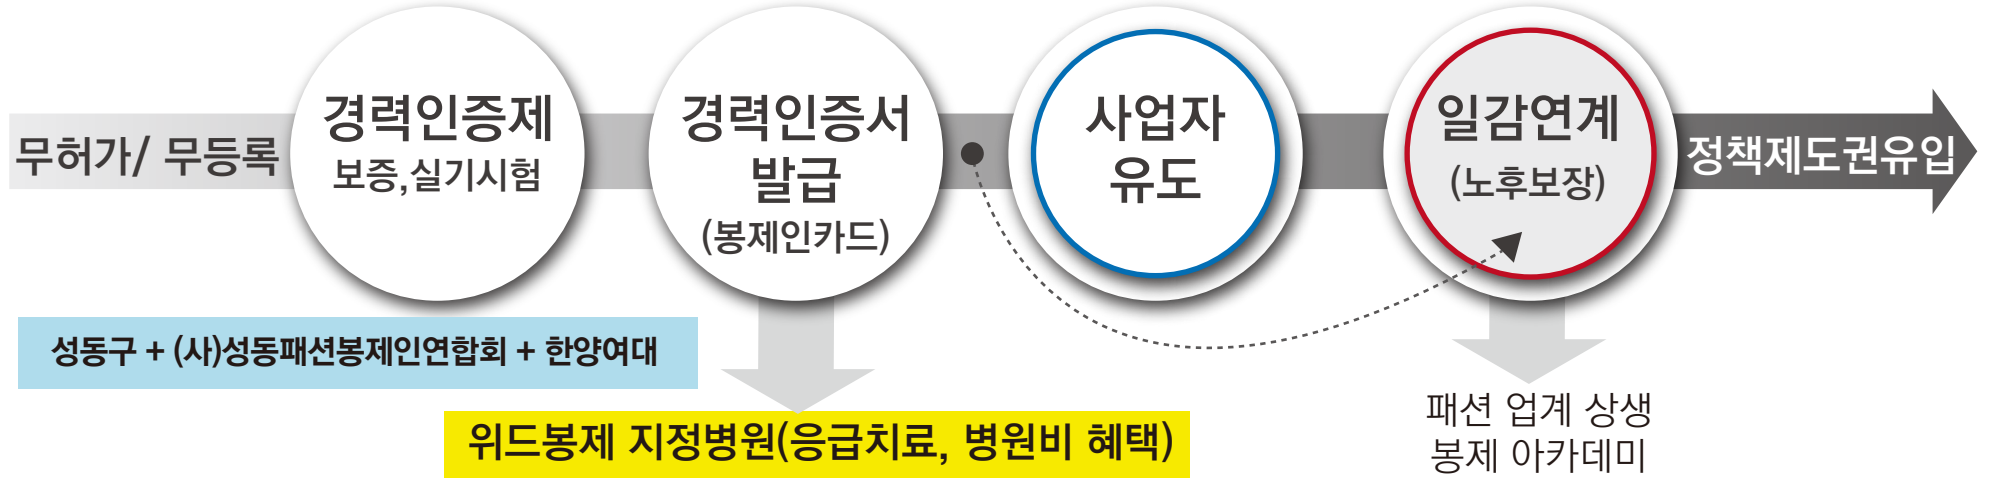 무허가/ 무등록
경력인증제
보증,실기시험
경력인증서
발급
(봉제인카드)
사업자
유도
일감연계
(노후보장)
정책제도권유입
성동구 + (사)성동패션봉제인연합회 + 한양여대
위드봉제 지정병원(응급치료, 병원비 혜택)
패션 업계 상생
봉제 아카데미